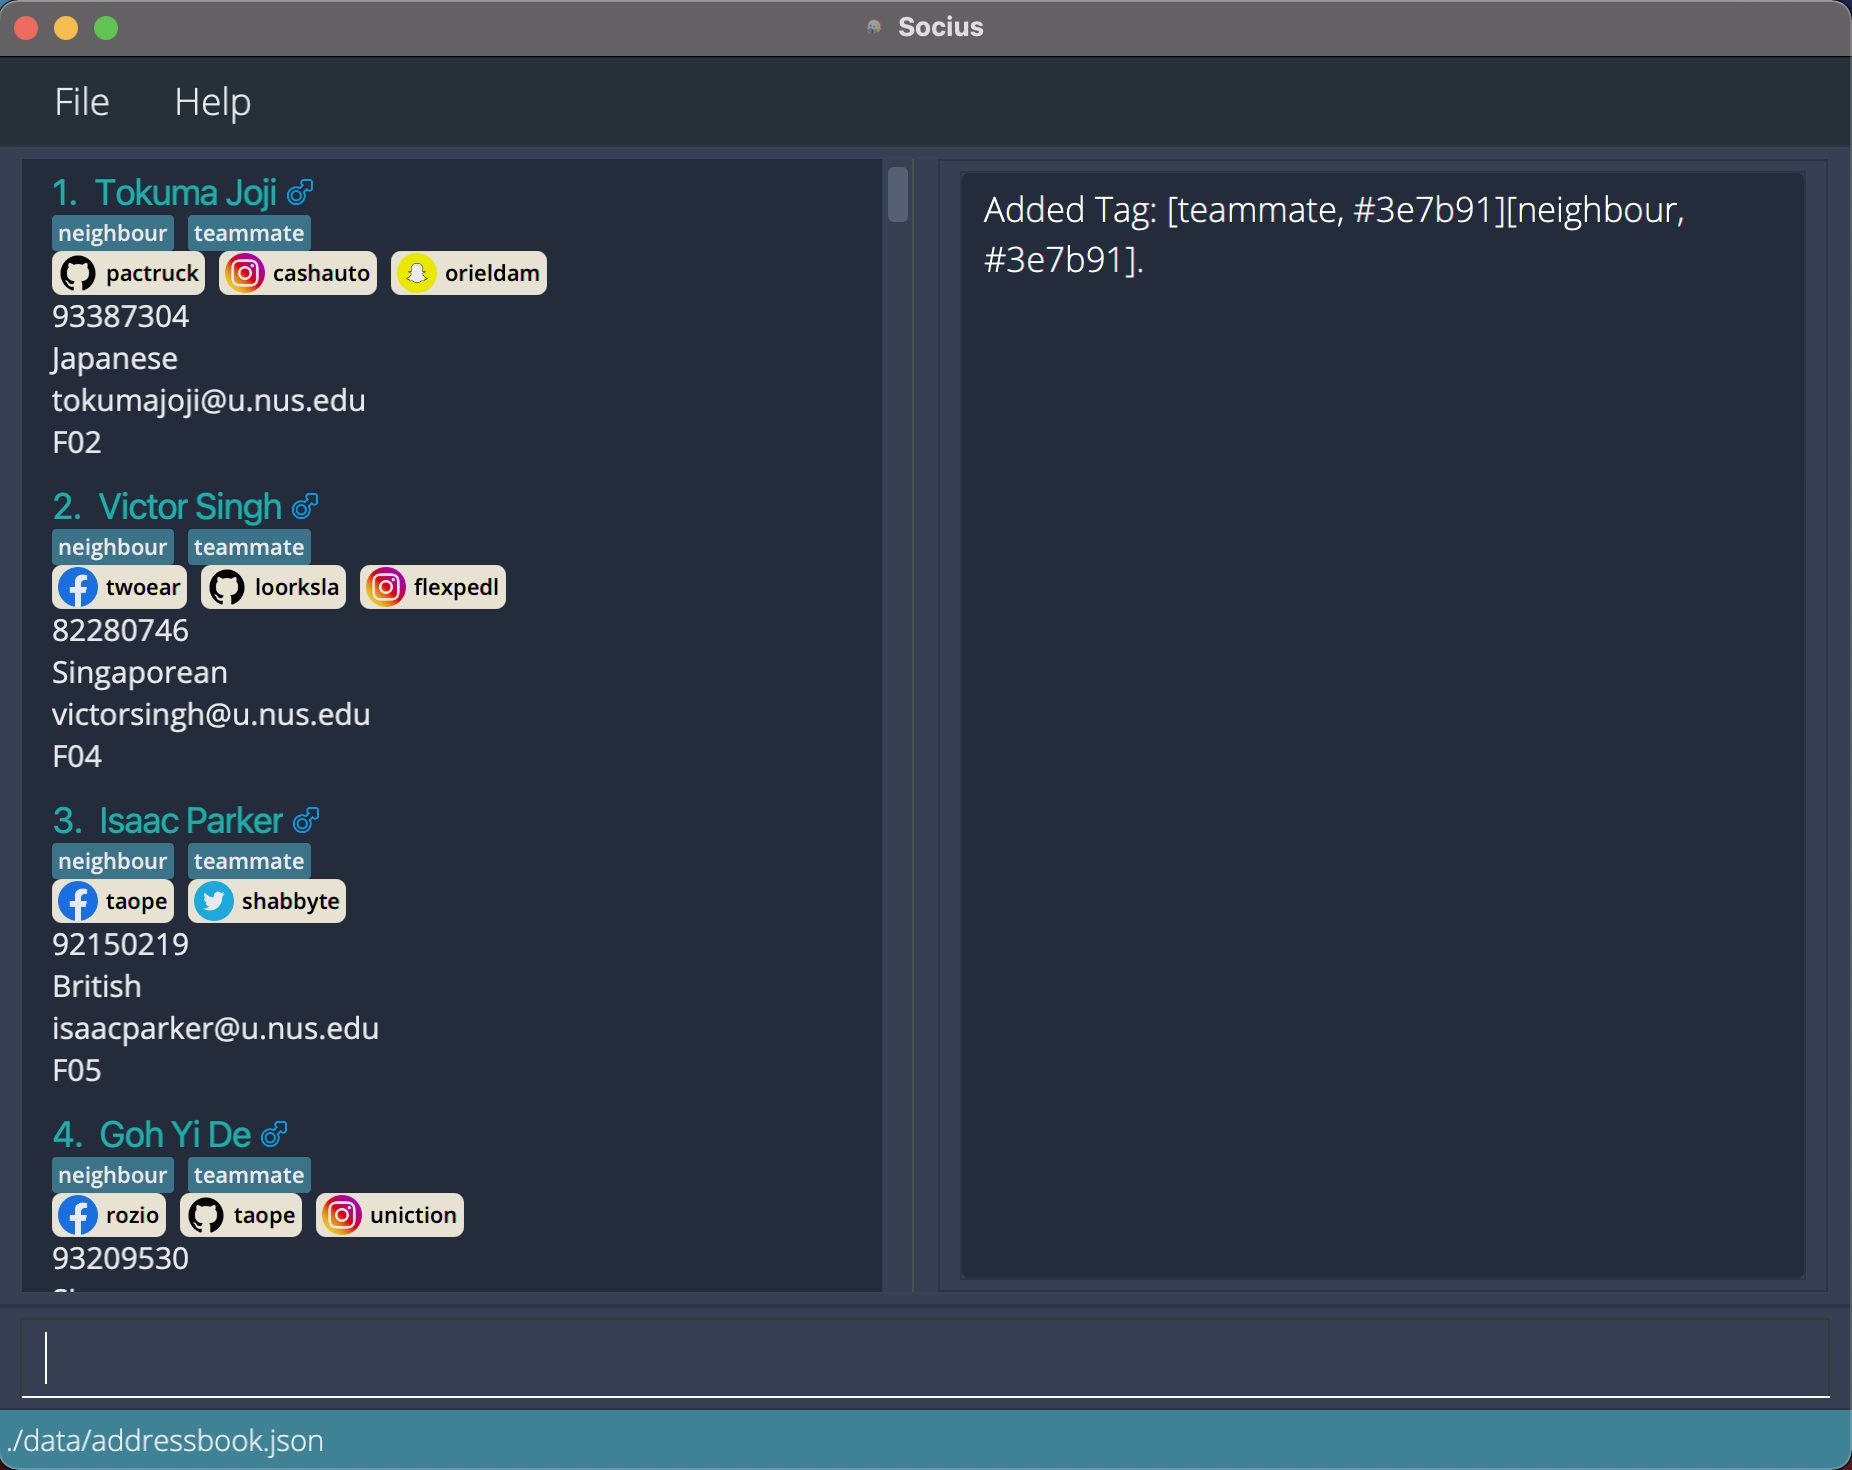 Socius
File Help
1. Tokuma Joji ♂
neighbour teammate
pactruck cashauto orieldam
93387304
Japanese
tokumajoji@u.nus.edu
F02
2. Victor Singh ♂
neighbour teammate
twoear loorksla flexpedl
82280746
Singaporean
victorsingh@u.nus.edu
F04
3. Isaac Parker ♂
neighbour teammate
taope shabbyte
92150219
British
isaacparker@u.nus.edu
F05
4. Goh Yi De ♂
neighbour teammate
rozio taope uniction
93209530
Added Tag: [teammate, #3e7b91][neighbour,
#3e7b91].
./data/addressbook.json